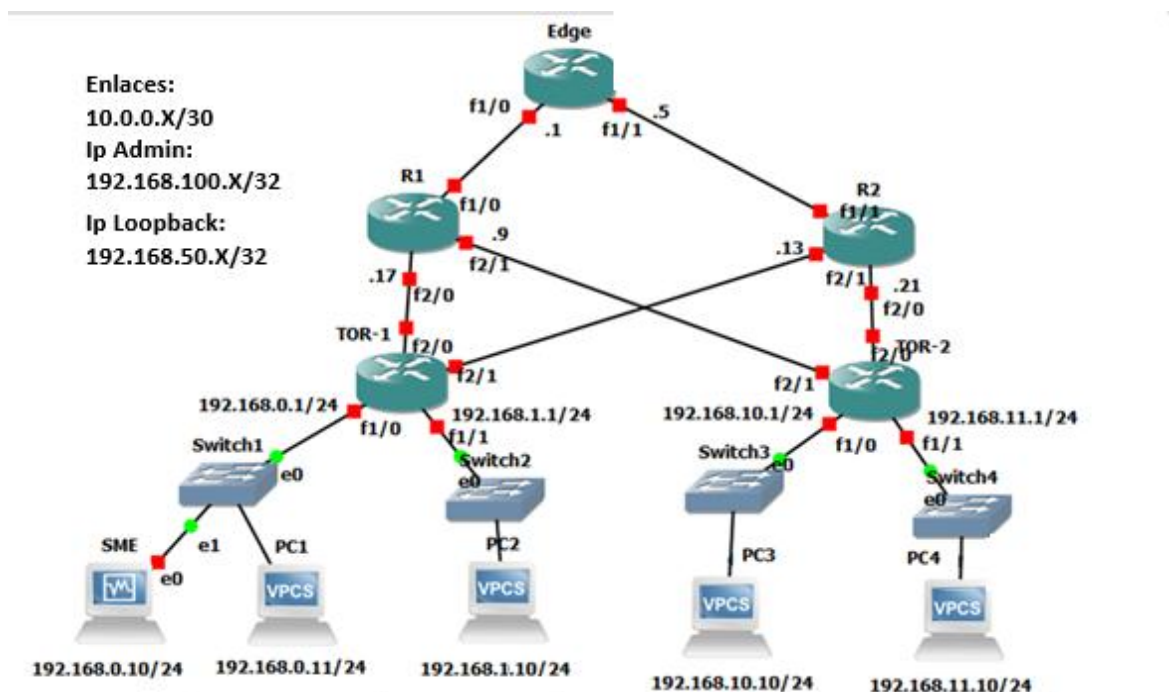 Edge
Enlaces:
10.0.0.X/30
Ip Admin:
192.168.100.X/32
Ip Loopback:
192.168.50.X/32
f1/0
.1
f1/1
.5
R1
f1/0
R2
f1/1
.9
f2/1
.13
f2/1
.17
f2/0
.21
f2/0
TOR-1
f2/0
f2/1
TOR-2
f2/0
f2/1
192.168.0.1/24
f1/0
192.168.1.1/24
f1/1
192.168.10.1/24
f1/0
192.168.11.1/24
f1/1
Switch1
e0
Switch2
e0
Switch3
e0
Switch4
e0
SME
e1
e0
PC1
VPCS
PC2
VPCS
PC3
VPCS
PC4
VPCS
192.168.0.10/24
192.168.0.11/24
192.168.1.10/24
192.168.10.10/24
192.168.11.10/24